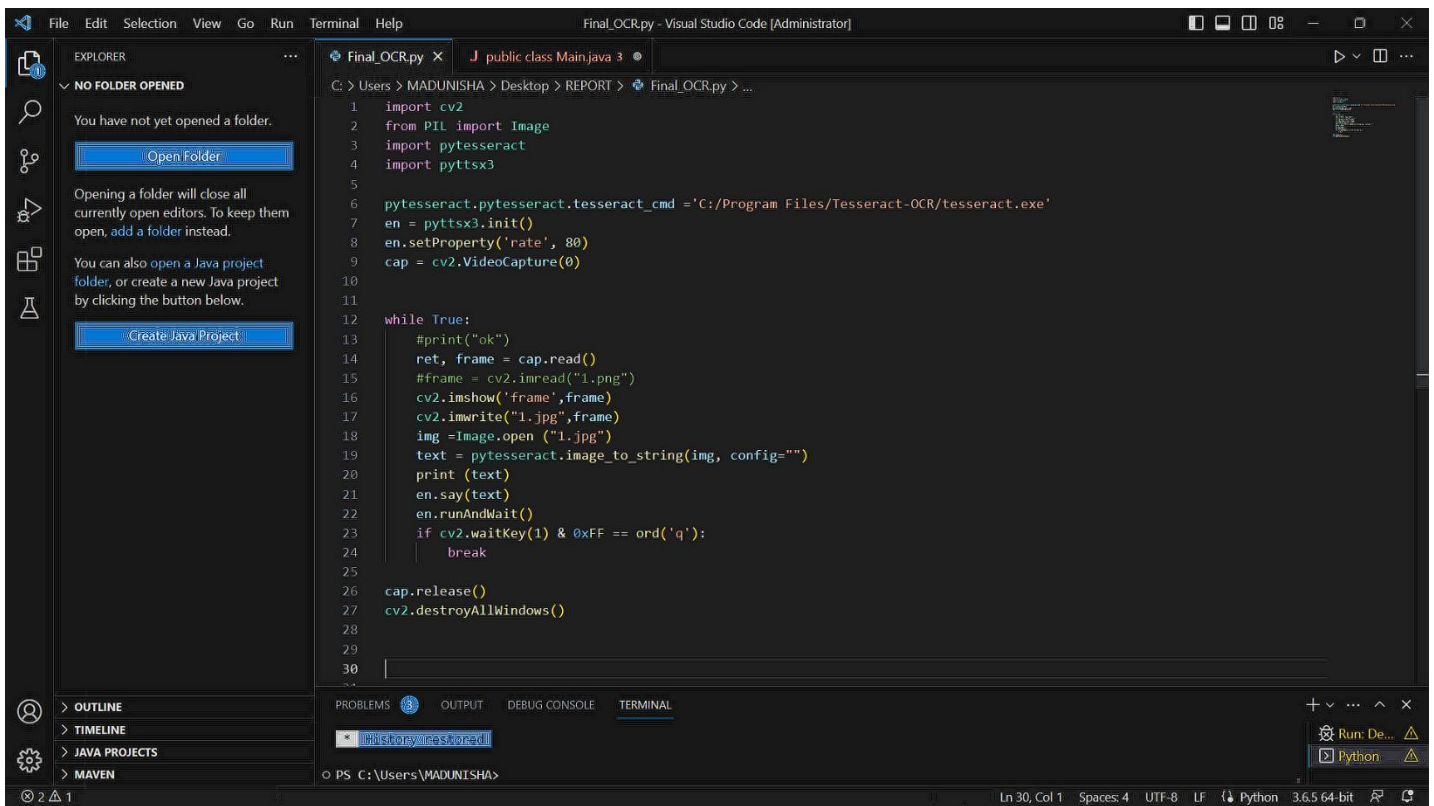 File Edit Selection View Go Run Terminal Help Final_OCR.py - Visual Studio Code [Administrator]
EXPLORER ...
NO FOLDER OPENED
You have not yet opened a folder.
Open Folder
Opening a folder will close all
currently open editors. To keep them
open, add a folder instead.
You can also open a Java project
folder, or create a new Java project
by clicking the button below.
Create Java Project
OUTLINE
TIMELINE
JAVA PROJECTS
MAVEN
Final_OCR.py J public class Main.java 3
C: > Users > MADUNISHA > Desktop > REPORT > Final_OCR.py > ...
1 import cv2
2 from PIL import Image
3 import pytesseract
4 import pyttsx3
5
6 pytesseract.pytesseract.tesseract_cmd ='C:/Program Files/Tesseract-OCR/tesseract.exe'
7 en = pyttsx3.init()
8 en.setProperty('rate', 80)
9 cap = cv2.VideoCapture(0)
10
11
12 while True:
13 #print("ok")
14 ret, frame = cap.read()
15 #frame = cv2.imread("1.png")
16 cv2.imshow('frame',frame)
17 cv2.imwrite("1.jpg",frame)
18 img =Image.open ("1.jpg")
19 text = pytesseract.image_to_string(img, config="")
20 print (text)
21 en.say(text)
22 en.runAndWait()
23 if cv2.waitKey(1) & 0xFF == ord('q'):
24 break
25
26 cap.release()
27 cv2.destroyAllWindows()
28
29
30
PROBLEMS 3 OUTPUT DEBUG CONSOLE TERMINAL
* History restored
PS C:\Users\MADUNISHA>
Run: De...
Python
2 1 Ln 30, Col 1 Spaces: 4 UTF-8 LF Python 3.6.5 64-bit